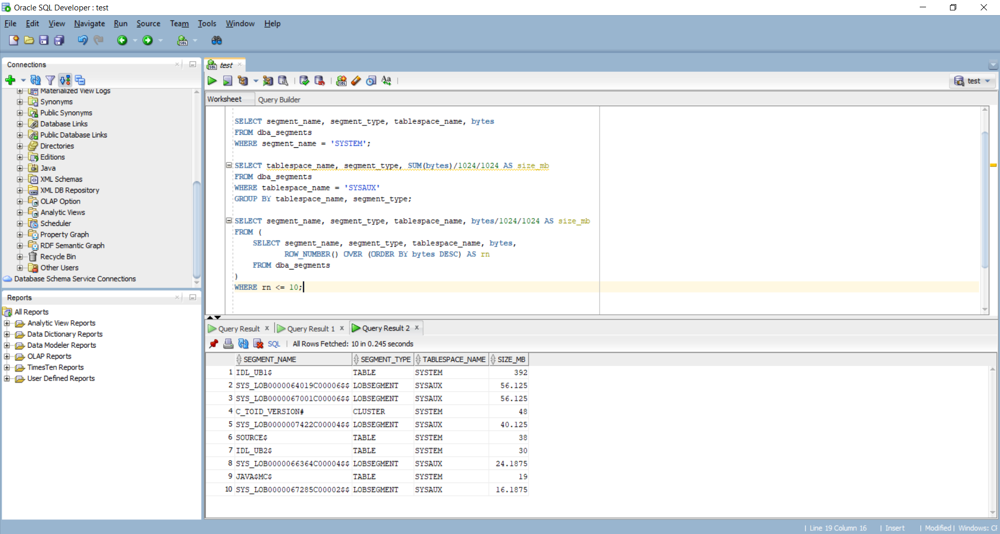 Oracle SQL Developer : test
File Edit View Navigate Run Source Team Tools Window Help
Connections
Materialized View Logs
Synonyms
Public Synonyms
Database Links
Public Database Links
Directories
Editions
Java
XML Schemas
XML DB Repository
OLAP Option
Analytic Views
Scheduler
Property Graph
RDF Semantic Graph
Recycle Bin
Other Users
Database Schema Service Connections
Reports
All Reports
Analytic View Reports
Data Dictionary Reports
Data Modeler Reports
OLAP Reports
TimesTen Reports
User Defined Reports
test
test
Worksheet Query Builder
SELECT segment_name, segment_type, tablespace_name, bytes
FROM dba_segments
WHERE segment_name = 'SYSTEM';
SELECT tablespace_name, segment_type, SUM(bytes)/1024/1024 AS size_mb
FROM dba_segments
WHERE tablespace_name = 'SYSAUX'
GROUP BY tablespace_name, segment_type;
SELECT segment_name, segment_type, tablespace_name, bytes/1024/1024 AS size_mb
FROM (
SELECT segment_name, segment_type, tablespace_name, bytes,
ROW_NUMBER() OVER (ORDER BY bytes DESC) AS rn
FROM dba_segments
)
WHERE rn <= 10;
Query Result x Query Result 1 x Query Result 2 x
SQL | All Rows Fetched: 10 in 0.245 seconds
SEGMENT_NAME SEGMENT_TYPE TABLESPACE_NAME SIZE_MB
1 IDL_UB1$ TABLE SYSTEM 392
2 SYS_LOB0000064019C00006$$ LOBSEGMENT SYSAUX 56.125
3 SYS_LOB0000067001C00006$$ LOBSEGMENT SYSAUX 56.125
4 C_TOID_VERSION# CLUSTER SYSTEM 48
5 SYS_LOB0000007422C00004$$ LOBSEGMENT SYSAUX 40.125
6 SOURCE$ TABLE SYSTEM 38
7 IDL_UB2$ TABLE SYSTEM 30
8 SYS_LOB0000066364C00004$$ LOBSEGMENT SYSAUX 24.1875
9 JAVA$MC$ TABLE SYSTEM 19
10 SYS_LOB0000067285C00002$$ LOBSEGMENT SYSAUX 16.1875
| Line 19 Column 16 | Insert | Modified | Windows: